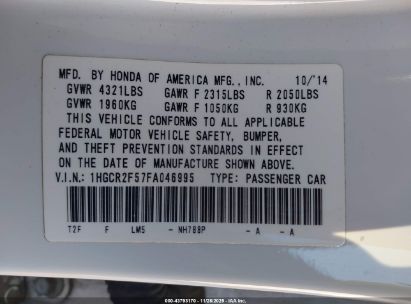 MFD. BY HONDA OF AMERICA MFG., INC. 10/'14
GVWR 4321LBS GAWR F 2315LBS R 2050LBS
GVWR 1960KG GAWR F 1050KG R 930KG
THIS VEHICLE CONFORMS TO ALL APPLICABLE
FEDERAL MOTOR VEHICLE SAFETY, BUMPER,
AND THEFT PREVENTION STANDARDS IN EFFECT
ON THE DATE OF MANUFACTURE SHOWN ABOVE.
V.I.N.: 1HGCR2F57FA046995 TYPE: PASSENGER CAR
T2F F LM5 - NH788P - A - A